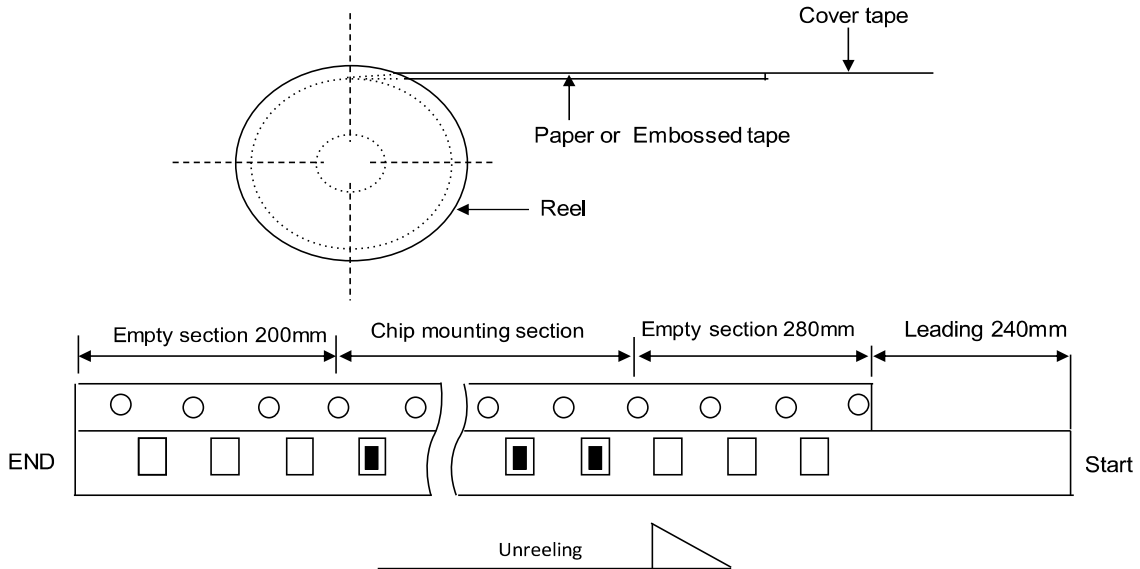 Cover tape
Paper or Embossed tape
Reel
Empty section 200mm
Chip mounting section
Empty section 280mm
Leading 240mm
END
Start
Unreeling